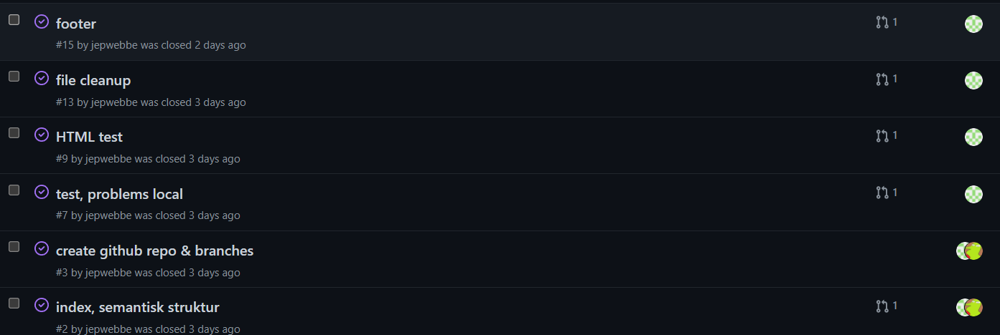 footer 1
#15 by jepwebbe was closed 2 days ago
file cleanup 1
#13 by jepwebbe was closed 3 days ago
HTML test 1
#9 by jepwebbe was closed 3 days ago
test, problems local 1
#7 by jepwebbe was closed 3 days ago
create github repo & branches
#3 by jepwebbe was closed 3 days ago
index, semantisk struktur 1
#2 by jepwebbe was closed 3 days ago